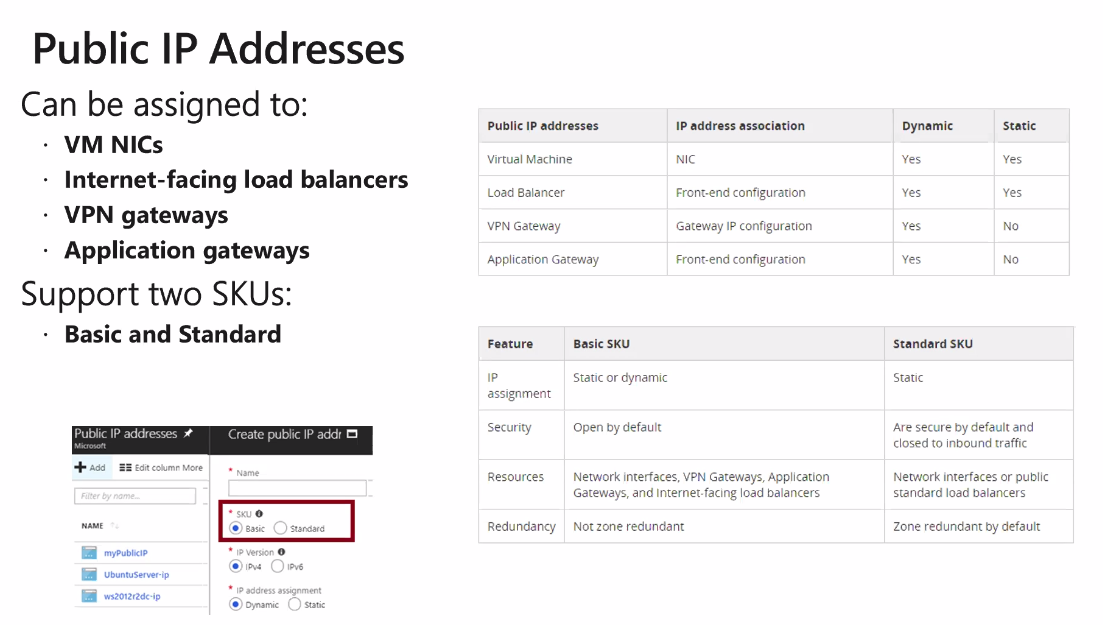 Public IP Addresses
Can be assigned to:
· VM NICs
· Internet-facing load balancers
· VPN gateways
· Application gateways
Support two SKUs:
· Basic and Standard
Public IP addresses IP address association Dynamic Static
Virtual Machine NIC Yes Yes
Load Balancer Front-end configuration Yes Yes
VPN Gateway Gateway IP configuration Yes No
Application Gateway Front-end configuration Yes No
Feature Basic SKU Standard SKU
IP assignment Static or dynamic Static
Security Open by default Are secure by default and
closed to inbound traffic
Resources Network interfaces, VPN Gateways, Application
Gateways, and Internet-facing load balancers Network interfaces or public
standard load balancers
Redundancy Not zone redundant Zone redundant by default
Public IP addresses
Microsoft
Add Edit column More
Filter by name...
NAME
myPublicIP
UbuntuServer-ip
ws2012r2dc-ip
Create public IP addr
* Name
* SKU
Basic Standard
* IP Version
IPv4 IPv6
* IP address assignment
Dynamic Static